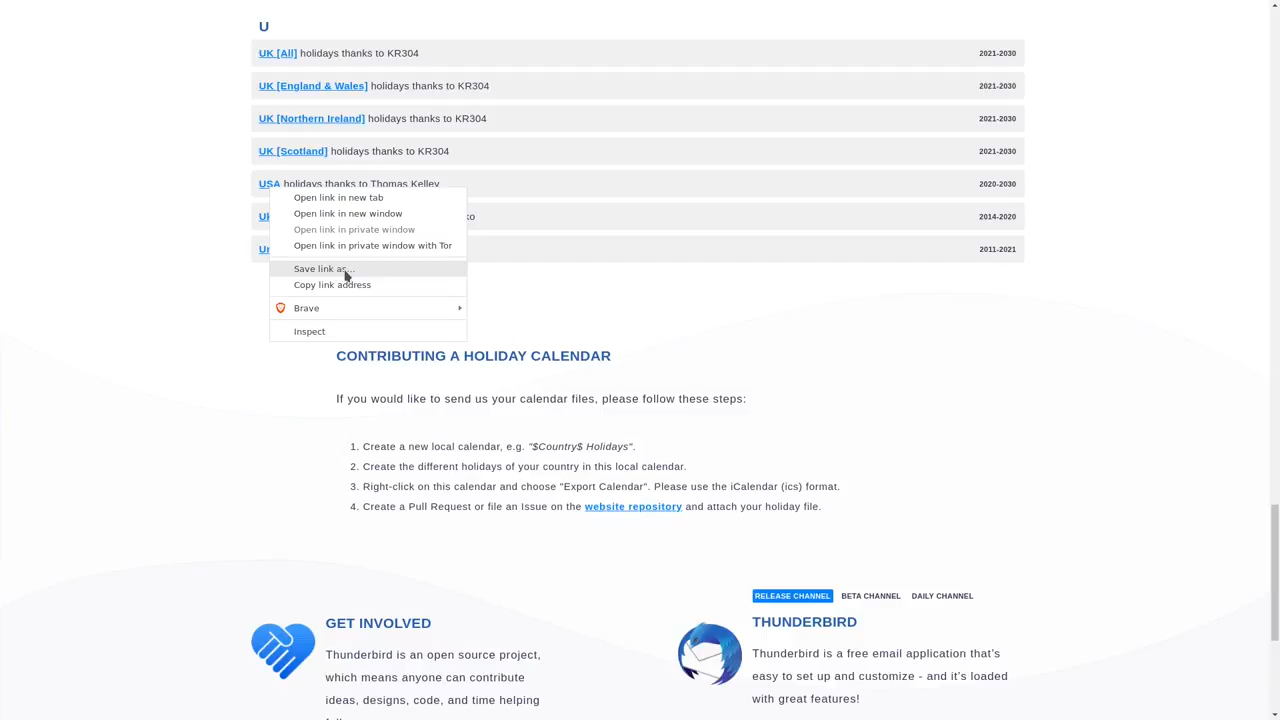 U
UK [All] holidays thanks to KR304 2021-2030
UK [England & Wales] holidays thanks to KR304 2021-2030
UK [Northern Ireland] holidays thanks to KR304 2021-2030
UK [Scotland] holidays thanks to KR304 2021-2030
USA holidays thanks to Thomas Kelley 2020-2030
2014-2020
2011-2021
Open link in new tab
Open link in new window
Open link in private window
Open link in private window with Tor
Save link as...
Copy link address
Brave
Inspect
CONTRIBUTING A HOLIDAY CALENDAR
If you would like to send us your calendar files, please follow these steps:
1. Create a new local calendar, e.g. "$Country$ Holidays".
2. Create the different holidays of your country in this local calendar.
3. Right-click on this calendar and choose "Export Calendar". Please use the iCalendar (ics) format.
4. Create a Pull Request or file an Issue on the website repository and attach your holiday file.
GET INVOLVED
Thunderbird is an open source project,
which means anyone can contribute
ideas, designs, code, and time helping
RELEASE CHANNEL BETA CHANNEL DAILY CHANNEL
THUNDERBIRD
Thunderbird is a free email application that's
easy to set up and customize - and it's loaded
with great features!